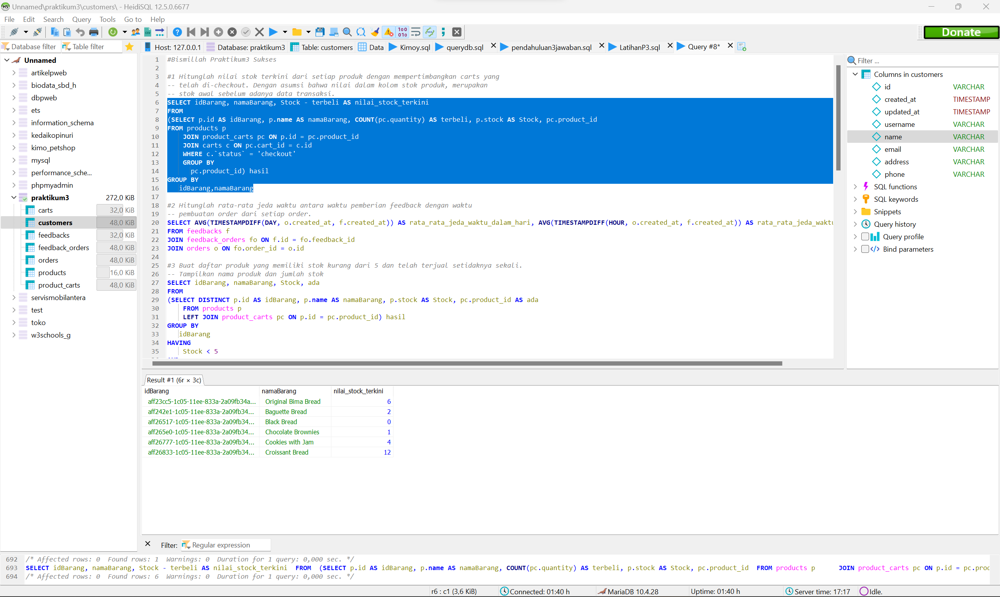 Unnamed\praktikum3\customers\ - HeidiSQL 12.5.0.6677
File Edit Search Query Tools Go to Help
Donate
Database filter Table filter
Host: 127.0.0.1 Database: praktikum3 Table: customers Data Kimoy.sql querydb.sql pendahuluan3jawaban.sql LatihanP3.sql Query #8*
Unnamed
artikelpweb
biodata_sbd_h
dbpweb
ets
information_schema
kedaikopinuri
kimo_petshop
mysql
performance_sche...
phpmyadmin
praktikum3 272,0 KiB
carts 32,0 KiB
customers 48,0 KiB
feedbacks 32,0 KiB
feedback_orders 48,0 KiB
orders 48,0 KiB
products 16,0 KiB
product_carts 48,0 KiB
servismobilantera
test
toko
w3schools_g
1 #Bismillah Praktikum3 Sukses
2
3 #1 Hitunglah nilai stok terkini dari setiap produk dengan mempertimbangkan carts yang
4 -- telah di-checkout. Dengan asumsi bahwa nilai dalam kolom stok produk, merupakan
5 -- stok awal sebelum adanya data transaksi.
6 SELECT idBarang, namaBarang, Stock - terbeli AS nilai_stock_terkini
7 FROM
8 (SELECT p.id AS idBarang, p.name AS namaBarang, COUNT(pc.quantity) AS terbeli, p.stock AS Stock, pc.product_id
9 FROM products p
10 JOIN product_carts pc ON p.id = pc.product_id
11 JOIN carts c ON pc.cart_id = c.id
12 WHERE c.`status` = 'checkout'
13 GROUP BY
14 pc.product_id) hasil
15 GROUP BY
16 idBarang,namaBarang
17
18 #2 Hitunglah rata-rata jeda waktu antara waktu pemberian feedback dengan waktu
19 -- pembuatan order dari setiap order.
20 SELECT AVG(TIMESTAMPDIFF(DAY, o.created_at, f.created_at)) AS rata_rata_jeda_waktu_dalam_hari, AVG(TIMESTAMPDIFF(HOUR, o.created_at, f.created_at)) AS rata_rata_jeda_waktu
21 FROM feedbacks f
22 JOIN feedback_orders fo ON f.id = fo.feedback_id
23 JOIN orders o ON fo.order_id = o.id
24
25 #3 Buat daftar produk yang memiliki stok kurang dari 5 dan telah terjual setidaknya sekali.
26 -- Tampilkan nama produk dan jumlah stok
27 SELECT idBarang, namaBarang, Stock, ada
28 FROM
29 (SELECT DISTINCT p.id AS idBarang, p.name AS namaBarang, p.stock AS Stock, pc.product_id AS ada
30 FROM products p
31 LEFT JOIN product_carts pc ON p.id = pc.product_id) hasil
32 GROUP BY
33 idBarang
34 HAVING
35 Stock < 5
Filter ...
Columns in customers
id VARCHAR
created_at TIMESTAMP
updated_at TIMESTAMP
username VARCHAR
name VARCHAR
email VARCHAR
address VARCHAR
phone VARCHAR
SQL functions
SQL keywords
Snippets
Query history
Query profile
Bind parameters
Result #1 (6r × 3c)
idBarang namaBarang nilai_stock_terkini
aff23cc5-1c05-11ee-833a-2a09fb34a... Original Bima Bread 6
aff242e1-1c05-11ee-833a-2a09fb34... Baguette Bread 2
aff26517-1c05-11ee-833a-2a09fb34... Black Bread 0
aff265e0-1c05-11ee-833a-2a09fb34... Chocolate Brownies 1
aff26777-1c05-11ee-833a-2a09fb34... Cookies with Jam 4
aff26833-1c05-11ee-833a-2a09fb34... Croissant Bread 12
Filter: Regular expression
692 /* Affected rows: 0 Found rows: 1 Warnings: 0 Duration for 1 query: 0,000 sec. */
693 SELECT idBarang, namaBarang, Stock - terbeli AS nilai_stock_terkini FROM (SELECT p.id AS idBarang, p.name AS namaBarang, COUNT(pc.quantity) AS terbeli, p.stock AS Stock, pc.product_id FROM products p JOIN product_carts pc ON p.id = pc.proc
694 /* Affected rows: 0 Found rows: 6 Warnings: 0 Duration for 1 query: 0,000 sec. */
r6 : c1 (3,6 KiB) Connected: 01:40 h MariaDB 10.4.28 Uptime: 01:40 h Server time: 17:17 Idle.